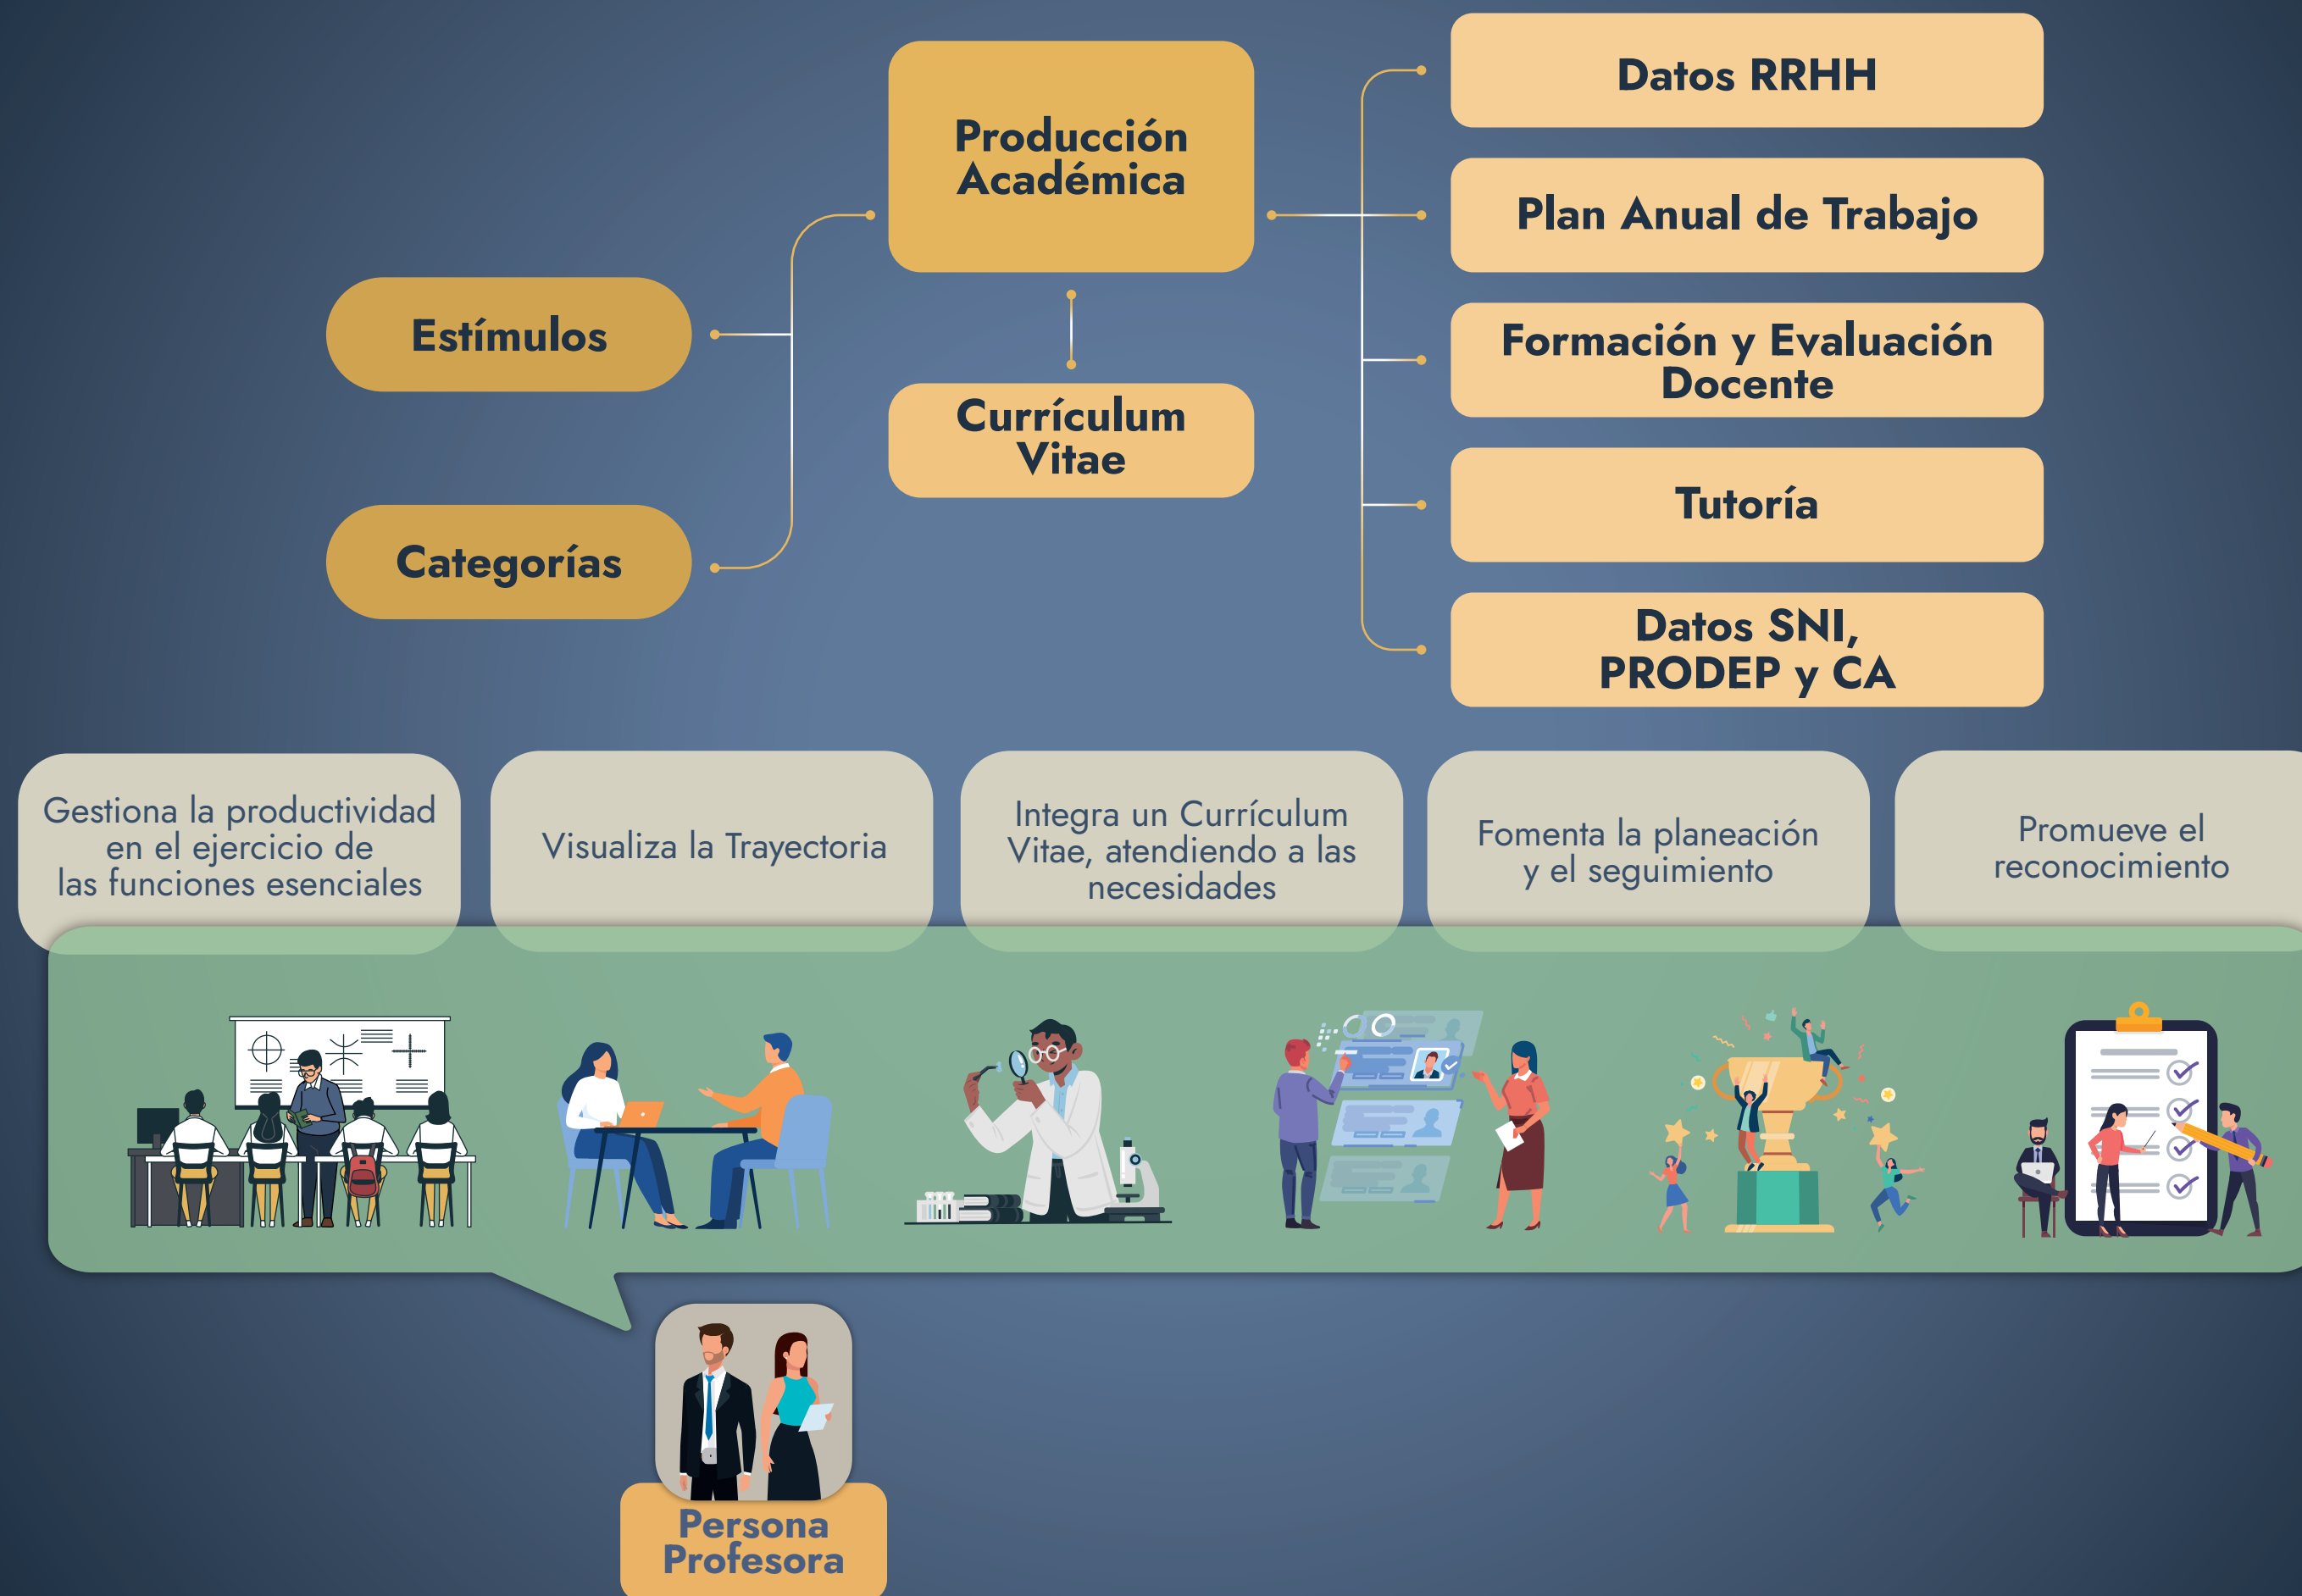 Producción
Académica
Estímulos
Categorías
Currículum
Vitae
Datos RRHH
Plan Anual de Trabajo
Formación y Evaluación
Docente
Tutoría
Datos SNI,
PRODEP y CA
Gestiona la productividad
en el ejercicio de
las funciones esenciales
Visualiza la Trayectoria
Integra un Currículum
Vitae, atendiendo a las
necesidades
Fomenta la planeación
y el seguimiento
Promueve el
reconocimiento
Persona
Profesora